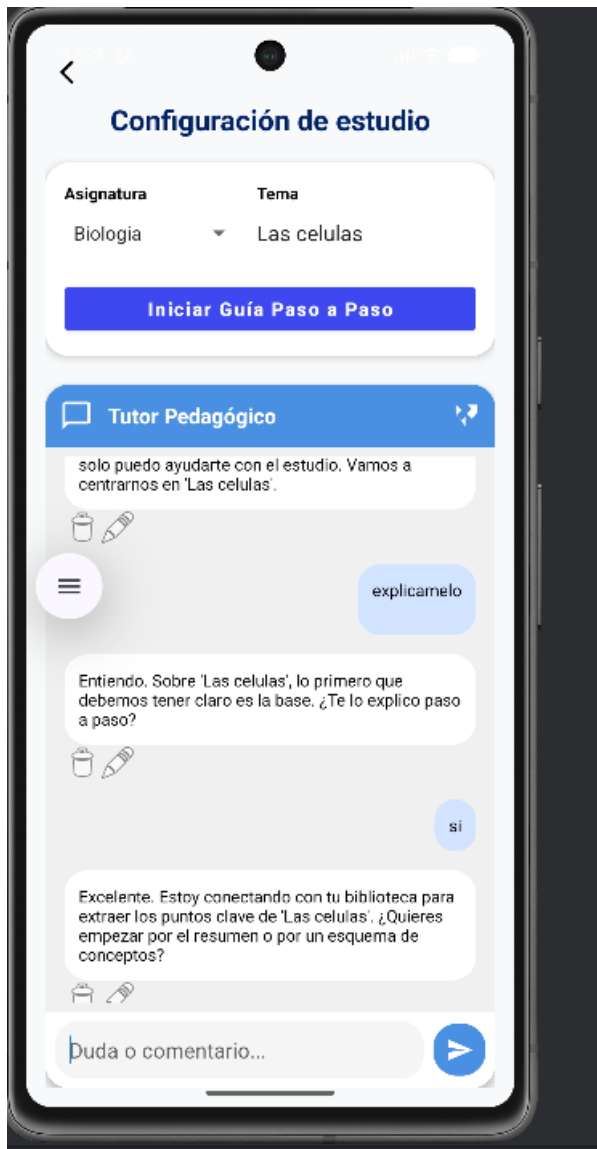 Configuración de estudio
Asignatura
Tema
Biologia
Las celulas
Iniciar Guía Paso a Paso
Tutor Pedagógico
solo puedo ayudarte con el estudio. Vamos a
centrarnos en 'Las celulas'.
explicamelo
Entiendo. Sobre 'Las celulas', lo primero que
debemos tener claro es la base. ¿Te lo explico paso
a paso?
si
Excelente. Estoy conectando con tu biblioteca para
extraer los puntos clave de 'Las celulas'. ¿Quieres
empezar por el resumen o por un esquema de
conceptos?
Duda o comentario...